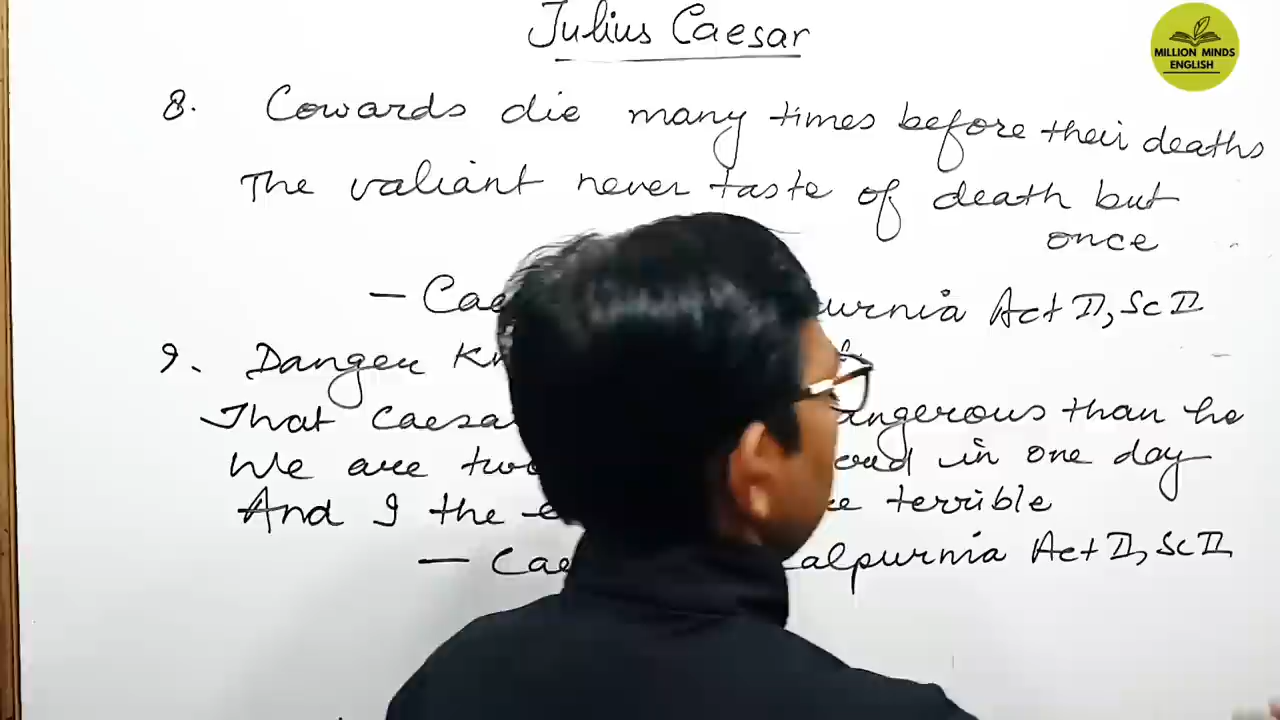 Julius Caesar
MILLION MINDS
ENGLISH
8. Cowards die many times before their deaths
The valiant never taste of death but
once
— Cae urnia Act II, Sc II
9. Danger Kn
That Caesa angerous than he
We are two in one day
And I the e terrible
— Cae alpurnia Act II, Sc II